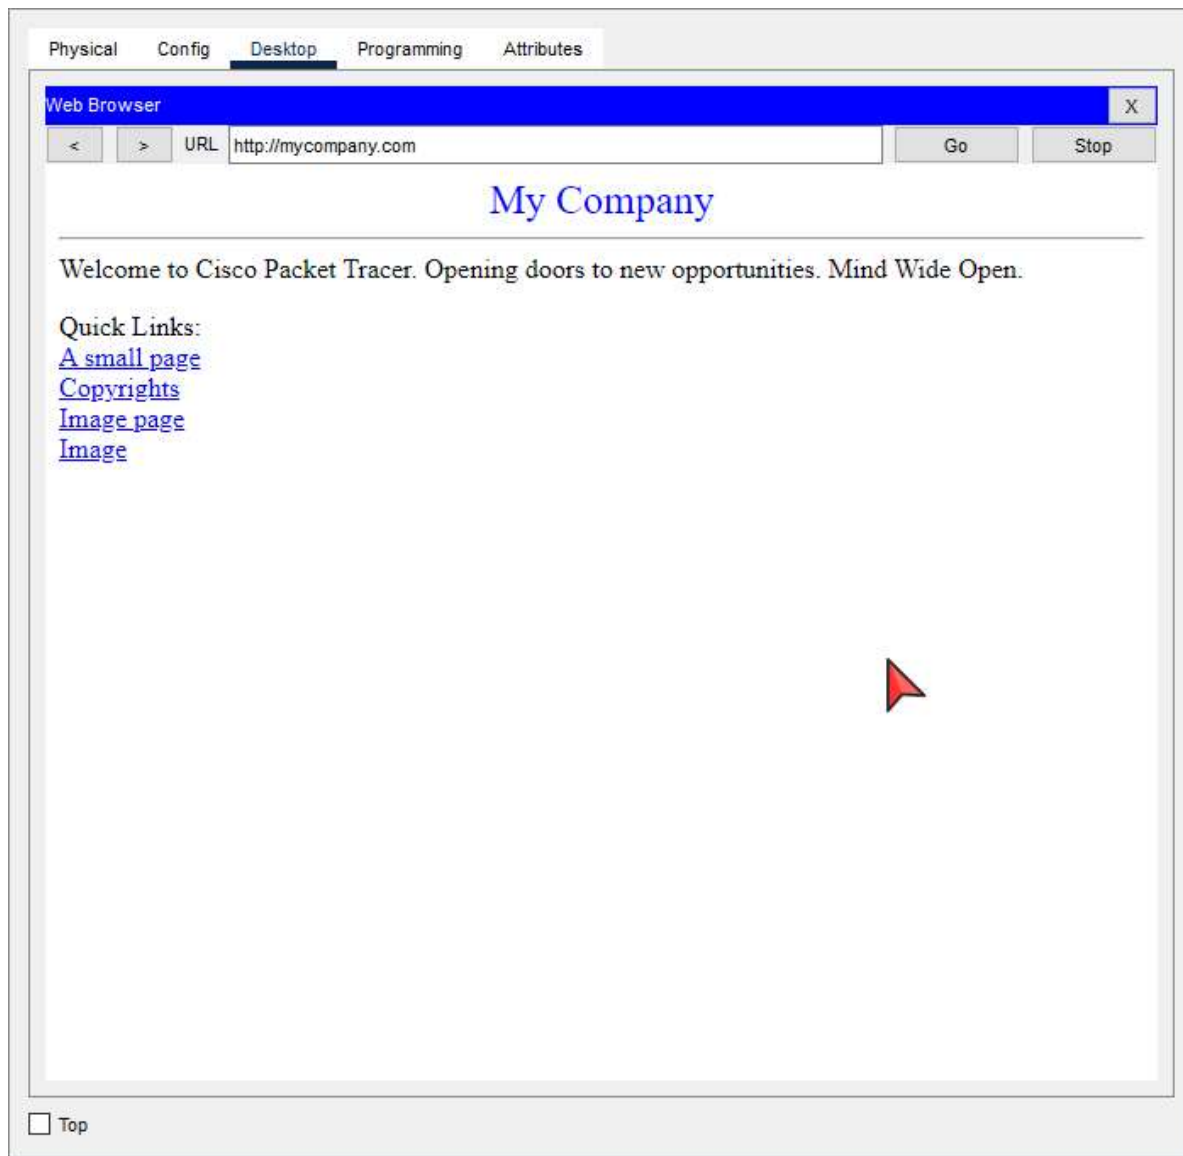 Physical Config Desktop Programming Attributes
Web Browser X
< > URL http://mycompany.com Go Stop
My Company
Welcome to Cisco Packet Tracer. Opening doors to new opportunities. Mind Wide Open.
Quick Links:
A small page
Copyrights
Image page
Image
Top